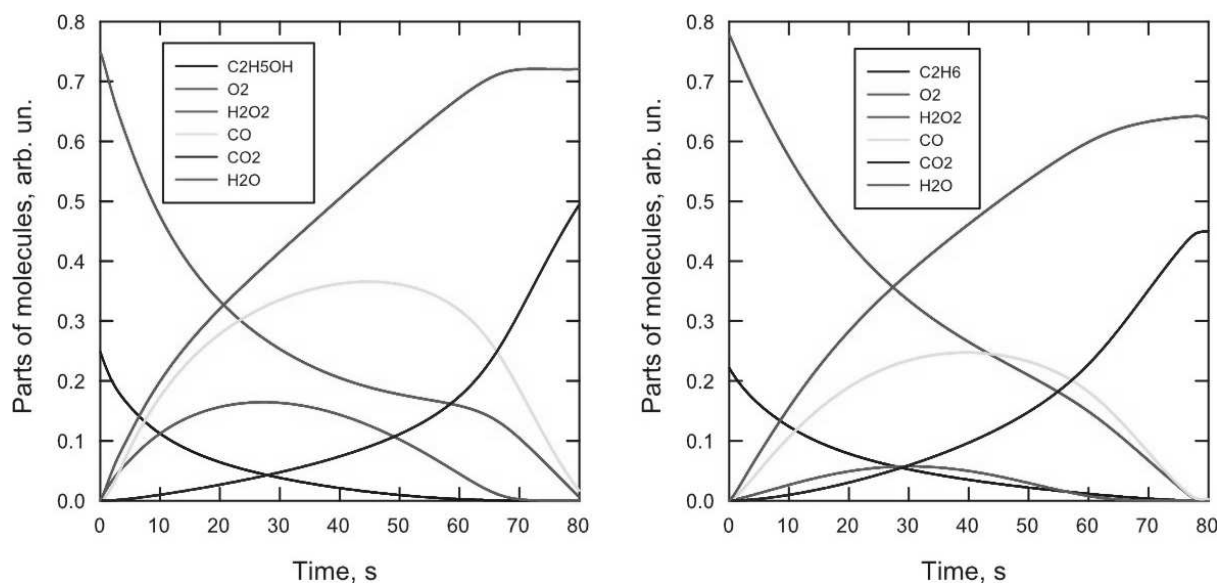 Parts of molecules, arb. un.
0.8
0.7
0.6
0.5
0.4
0.3
0.2
0.1
0.0
C2H5OH
O2
H2O2
CO
CO2
H2O
0 10 20 30 40 50 60 70 80
Time, s
Parts of molecules, arb. un.
0.8
0.7
0.6
0.5
0.4
0.3
0.2
0.1
0.0
C2H6
O2
H2O2
CO
CO2
H2O
0 10 20 30 40 50 60 70 80
Time, s